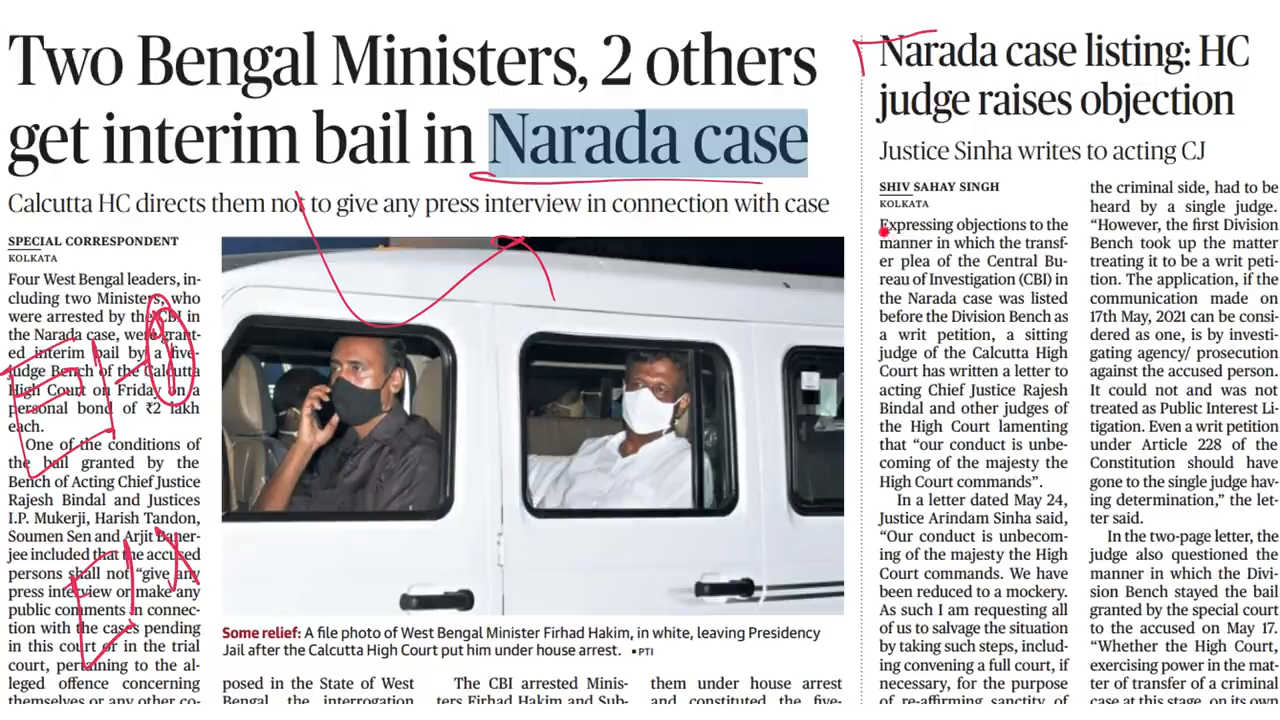 Two Bengal Ministers, 2 others
get interim bail in Narada case
Calcutta HC directs them not to give any press interview in connection with case
SPECIAL CORRESPONDENT
KOLKATA
Four West Bengal leaders, in-
cluding two Ministers, who
were arrested by the CBI in
the Narada case, were grant-
ed interim bail by a five-
judge Bench of the Calcutta
High Court on Friday on a
personal bond of ₹2 lakh
each.
One of the conditions of
the bail granted by the
Bench of Acting Chief Justice
Rajesh Bindal and Justices
I.P. Mukerji, Harish Tandon,
Soumen Sen and Arjit Baner-
jee included that the accused
persons shall not “give any
press interview or make any
public comments in connec-
tion with the cases pending
in this court or in the trial
court, pertaining to the al-
leged offence concerning
themselves or any other co-
Some relief: A file photo of West Bengal Minister Firhad Hakim, in white, leaving Presidency
Jail after the Calcutta High Court put him under house arrest. ▪ PTI
posed in the State of West
Bengal, the interrogation
The CBI arrested Minis-
ters Firhad Hakim and Sub-
them under house arrest
and constituted the five-
Narada case listing: HC
judge raises objection
Justice Sinha writes to acting CJ
SHIV SAHAY SINGH
KOLKATA
Expressing objections to the
manner in which the transf-
er plea of the Central Bu-
reau of Investigation (CBI) in
the Narada case was listed
before the Division Bench as
a writ petition, a sitting
judge of the Calcutta High
Court has written a letter to
acting Chief Justice Rajesh
Bindal and other judges of
the High Court lamenting
that “our conduct is unbe-
coming of the majesty the
High Court commands”.
In a letter dated May 24,
Justice Arindam Sinha said,
“Our conduct is unbecom-
ing of the majesty the High
Court commands. We have
been reduced to a mockery.
As such I am requesting all
of us to salvage the situation
by taking such steps, includ-
ing convening a full court, if
necessary, for the purpose
of re-affirming sanctity of
the criminal side, had to be
heard by a single judge.
“However, the first Division
Bench took up the matter
treating it to be a writ peti-
tion. The application, if the
communication made on
17th May, 2021 can be consi-
dered as one, is by investi-
gating agency/ prosecution
against the accused person.
It could not and was not
treated as Public Interest Li-
tigation. Even a writ petition
under Article 228 of the
Constitution should have
gone to the single judge hav-
ing determination,” the let-
ter said.
In the two-page letter, the
judge also questioned the
manner in which the Divi-
sion Bench stayed the bail
granted by the special court
to the accused on May 17.
“Whether the High Court,
exercising power in the mat-
ter of transfer of a criminal
case at this stage, on its own